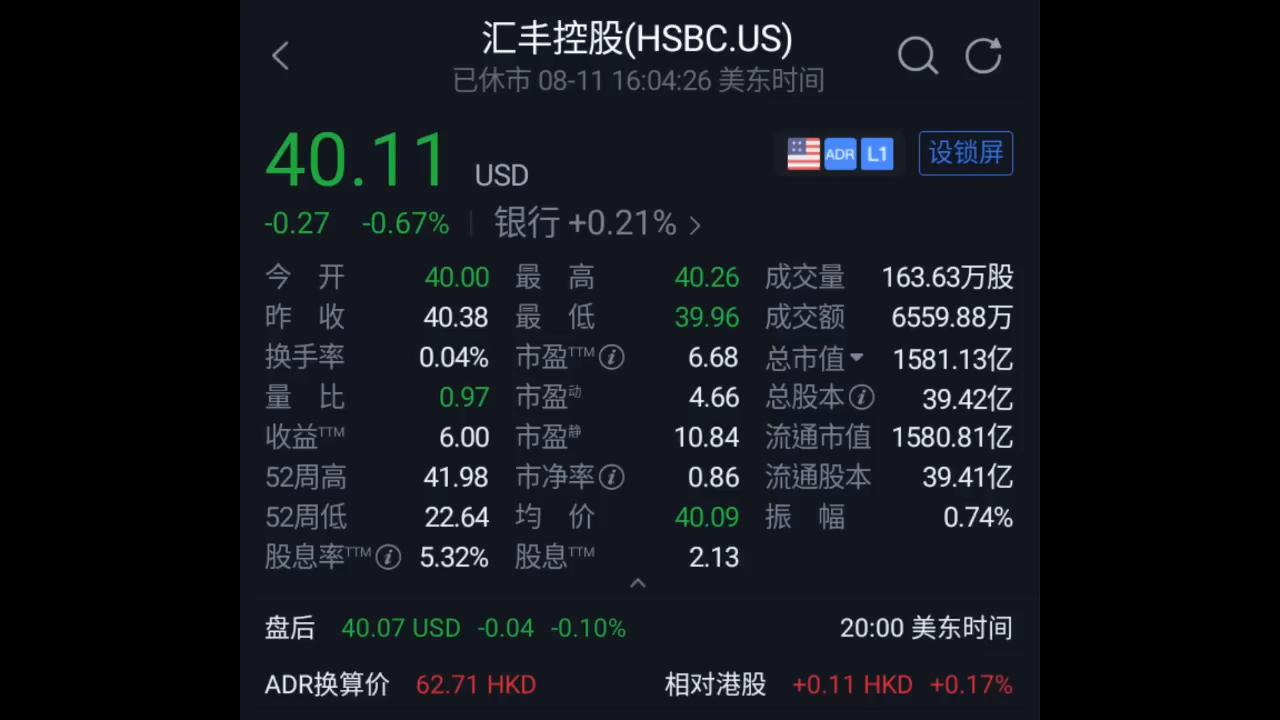 汇丰控股(HSBC.US)
已休市 08-11 16:04:26 美东时间
40.11 USD ADR L1 设锁屏
-0.27 -0.67% 银行 +0.21%
今开 40.00 最高 40.26 成交量 163.63万股
昨收 40.38 最低 39.96 成交额 6559.88万
换手率 0.04% 市盈TTM 6.68 总市值 1581.13亿
量比 0.97 市盈动 4.66 总股本 39.42亿
收益TTM 6.00 市盈静 10.84 流通市值 1580.81亿
52周高 41.98 市净率 0.86 流通股本 39.41亿
52周低 22.64 均价 40.09 振幅 0.74%
股息率TTM 5.32% 股息TTM 2.13
盘后 40.07 USD -0.04 -0.10% 20:00 美东时间
ADR换算价 62.71 HKD 相对港股 +0.11 HKD +0.17%